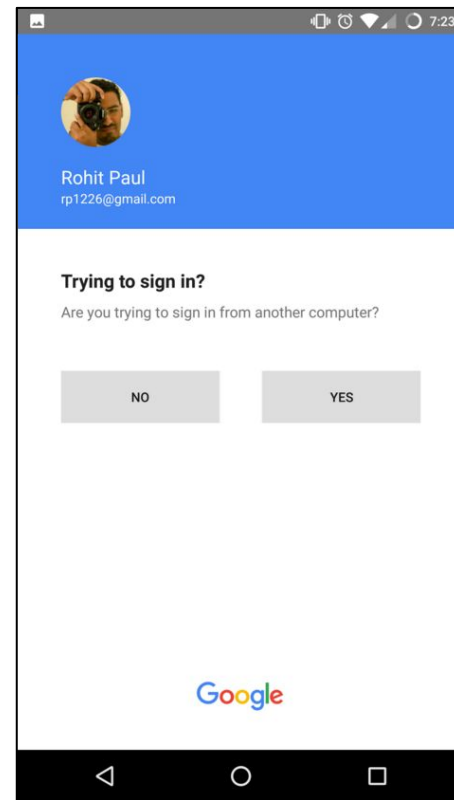 7:23
Rohit Paul
rp1226@gmail.com
Trying to sign in?
Are you trying to sign in from another computer?
NO
YES
Google